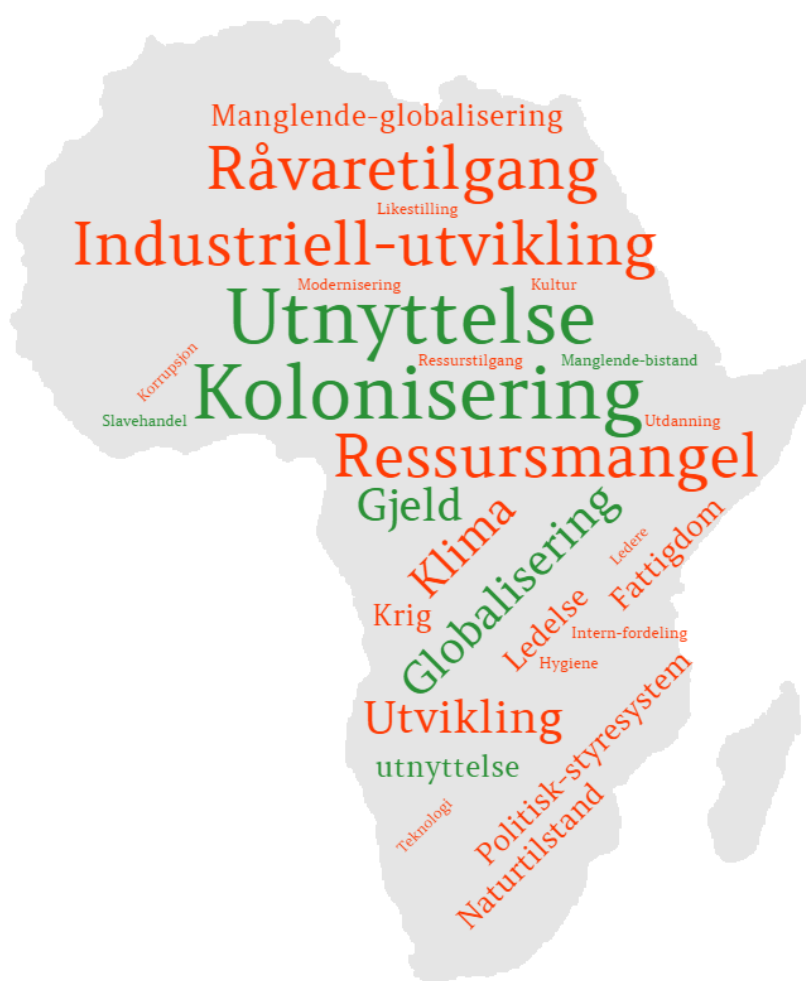 Manglende-globalisering
Råvaretilgang
Likestilling
Industriell-utvikling
Modernisering
Kultur
Utnyttelse
Korrupsjon
Ressurstilgang
Manglende-bistand
Kolonisering
Slavehandel
Utdanning
Ressursmangel
Gjeld
Klima
Globalisering
Ledere
Fattigdom
Krig
Ledelse
Intern-fordeling
Hygiene
Utvikling
utnyttelse
Politisk-styresystem
Teknologi
Naturtilstand